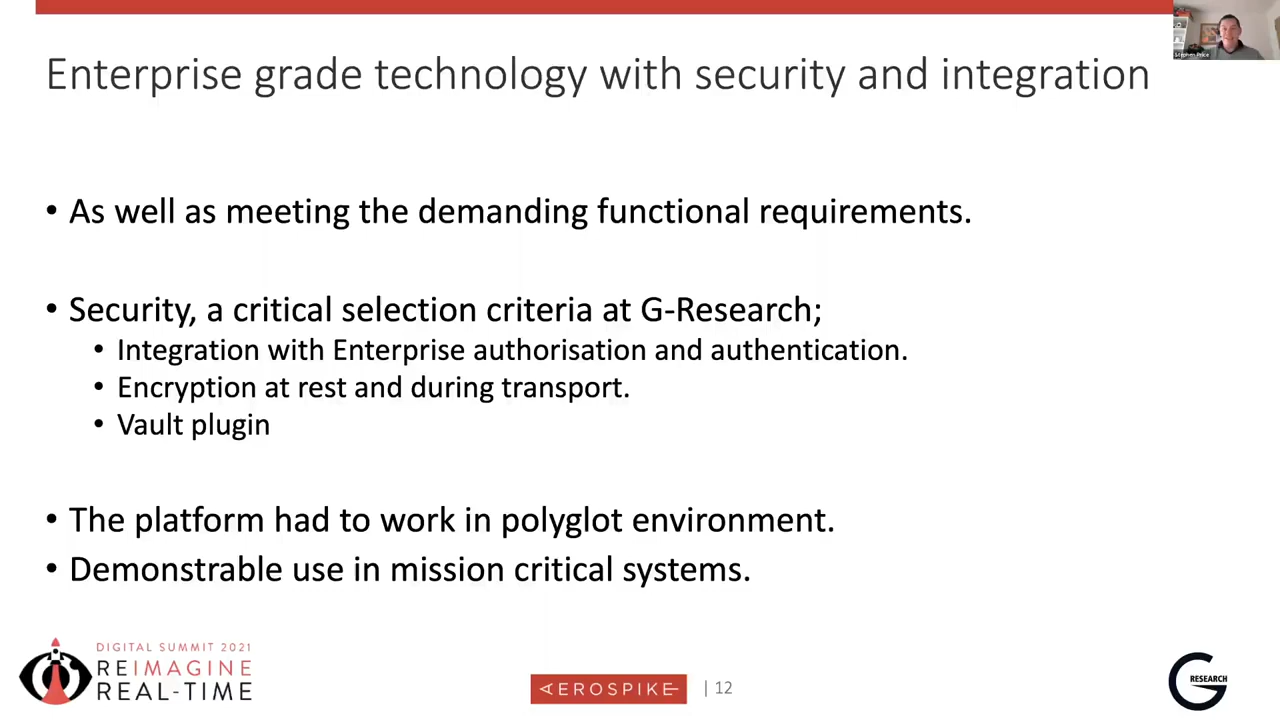 Enterprise grade technology with security and integration
Stephen Price
• As well as meeting the demanding functional requirements.
• Security, a critical selection criteria at G-Research;
• Integration with Enterprise authorisation and authentication.
• Encryption at rest and during transport.
• Vault plugin
• The platform had to work in polyglot environment.
• Demonstrable use in mission critical systems.
DIGITAL SUMMIT 2021
REIMAGINE
REAL-TIME
AEROSPIKE
| 12
G RESEARCH